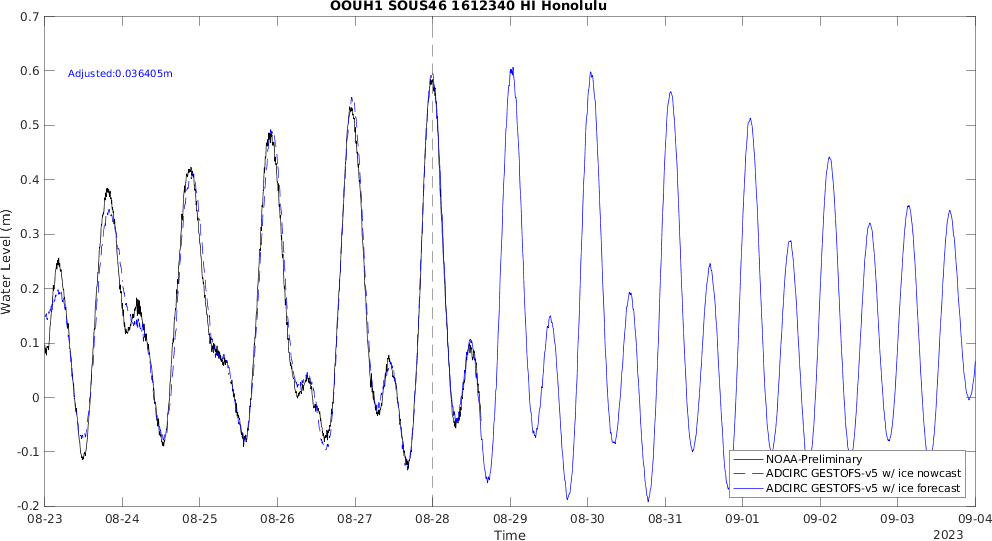 OOUH1 SOUS46 1612340 HI Honolulu
0.7
0.6
0.5
0.4
0.3
0.2
0.1
0
-0.1
-0.2
Water Level (m)
Adjusted:0.036405m
NOAA-Preliminary
ADCIRC GESTOFS-v5 w/ ice nowcast
ADCIRC GESTOFS-v5 w/ ice forecast
08-23 08-24 08-25 08-26 08-27 08-28 08-29 08-30 08-31 09-01 09-02 09-03 09-04
Time
2023